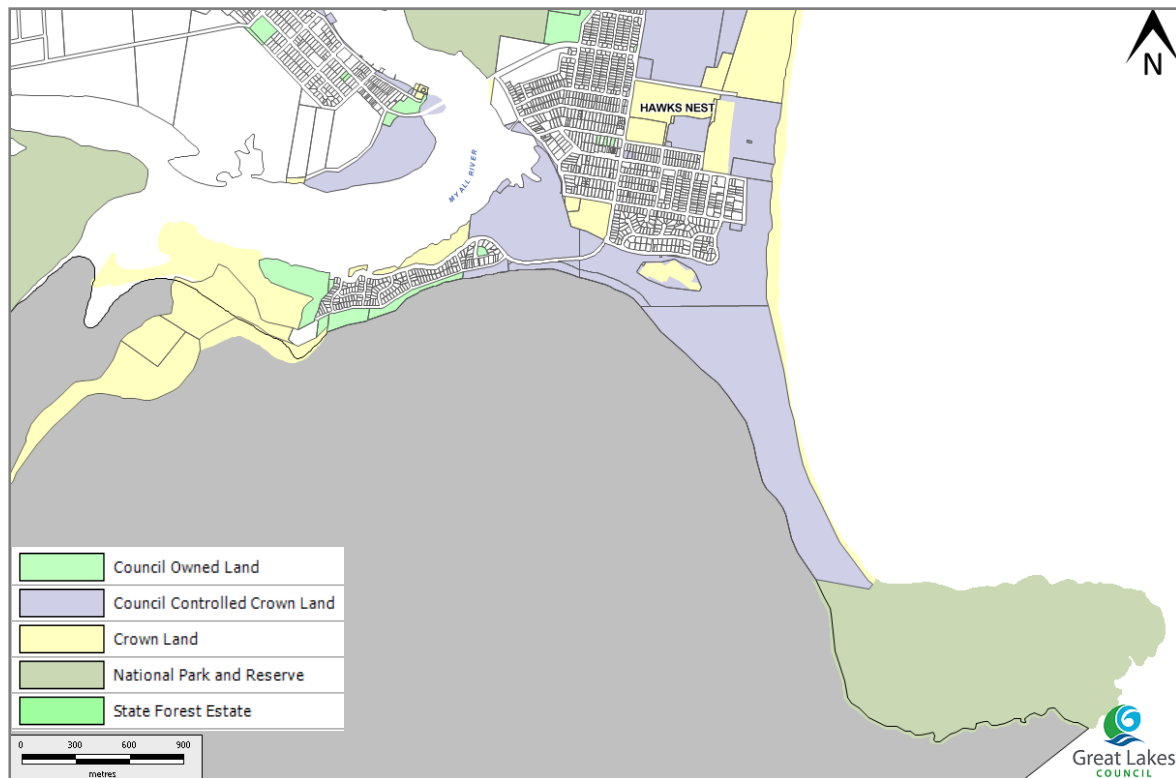 N
HAWKS NEST
MYALL RIVER
Council Owned Land
Council Controlled Crown Land
Crown Land
National Park and Reserve
State Forest Estate
0 300 600 900
metres
Great Lakes
COUNCIL